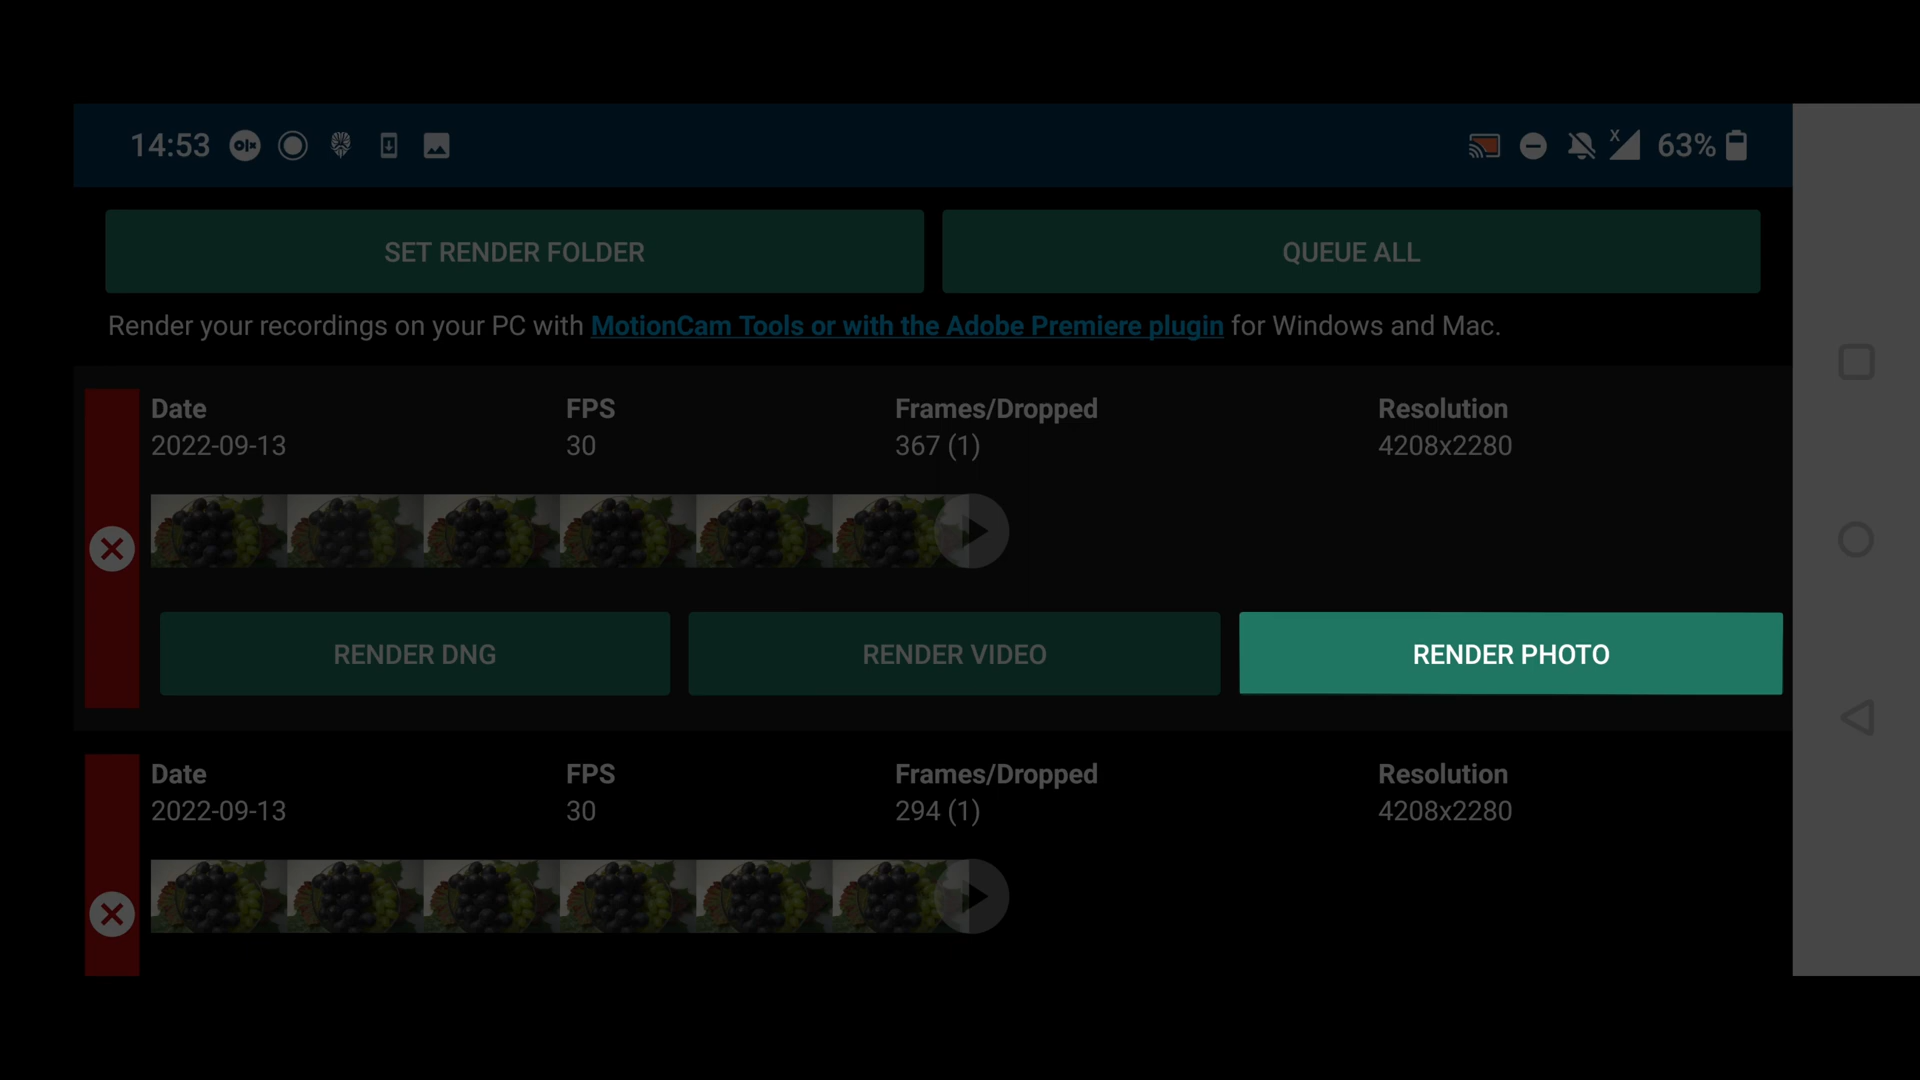 14:53 olx x 63%
SET RENDER FOLDER QUEUE ALL
Render your recordings on your PC with MotionCam Tools or with the Adobe Premiere plugin for Windows and Mac.
Date FPS Frames/Dropped Resolution
2022-09-13 30 367 (1) 4208x2280
RENDER DNG RENDER VIDEO RENDER PHOTO
Date FPS Frames/Dropped Resolution
2022-09-13 30 294 (1) 4208x2280